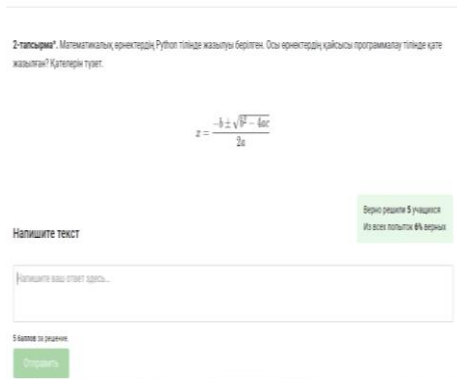 2-тапсырма*. Математикалық өрнектердің Python тілінде жазылуы берілген. Осы өрнектердің қайсысы программалау тілінде қате
жазылған? Қателерін түзет.
x = \frac{-b ± \sqrt{b² - 4ac}}{2a}
Верно решили 5 учащихся
Из всех попыток 6% верных
Напишите текст
Напишите ваш ответ здесь...
5 баллов за решение
Отправить